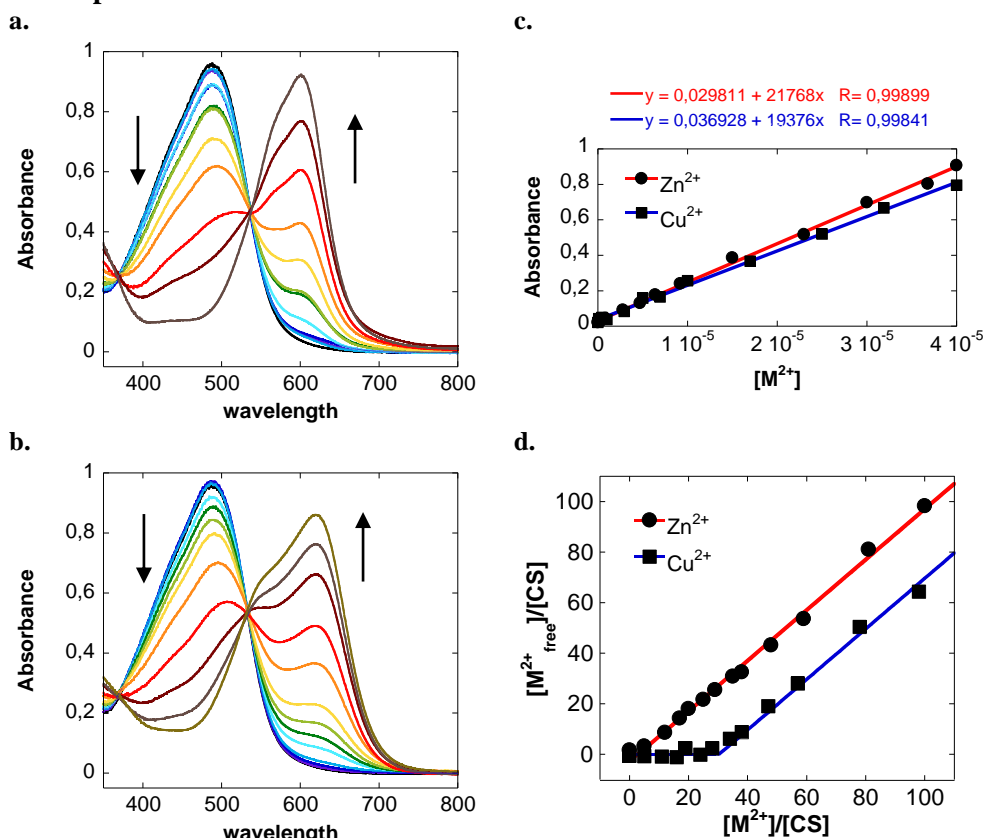 a.
1
0,8
0,6
0,4
0,2
0
Absorbance
400 500 600 700 800
wavelength
b.
1
0,8
0,6
0,4
0,2
0
Absorbance
400 500 600 700 800
wavelength
c.
y = 0,029811 + 21768x R= 0,99899
y = 0,036928 + 19376x R= 0,99841
1
0,8
0,6
0,4
0,2
0
Absorbance
Zn²⁺
Cu²⁺
0 1 10⁻⁵ 2 10⁻⁵ 3 10⁻⁵ 4 10⁻⁵
[M²⁺]
d.
100
80
60
40
20
0
[M²⁺free]/[CS]
Zn²⁺
Cu²⁺
0 20 40 60 80 100
[M²⁺]/[CS]